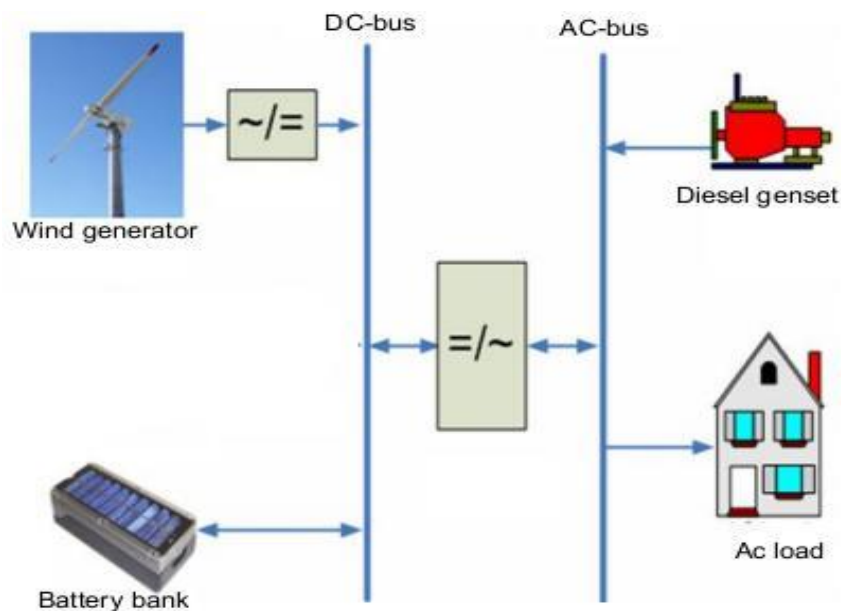 DC-bus
AC-bus
~/=
Wind generator
Diesel genset
=/~
Ac load
Battery bank